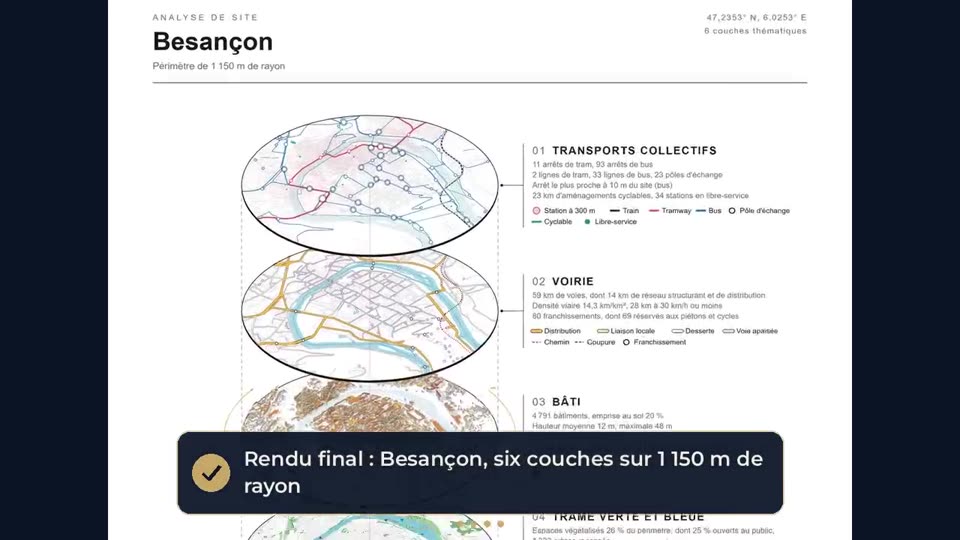 ANALYSE DE SITE
47,2353° N, 6,0253° E
Besançon
6 couches thématiques
Périmètre de 1 150 m de rayon
01 TRANSPORTS COLLECTIFS
11 arrêts de tram, 93 arrêts de bus
2 lignes de tram, 33 lignes de bus, 23 pôles d'échange
Arrêt le plus proche à 10 m du site (bus)
23 km d'aménagements cyclables, 34 stations en libre-service
Station à 300 m Train Tramway Bus Pôle d'échange
Cyclable Libre-service
02 VOIRIE
59 km de voies, dont 14 km de réseau structurant et de distribution
Densité viaire 14,3 km/km², 28 km à 30 km/h ou moins
80 franchissements, dont 69 réservés aux piétons et cycles
Distribution Liaison locale Desserte Voie apaisée
Chemin Coupure Franchissement
03 BÂTI
4 791 bâtiments, emprise au sol 20 %
Hauteur moyenne 12 m, maximale 48 m
Rendu final : Besançon, six couches sur 1 150 m de
rayon
04 TRAME VERTE ET BLEUE
Espaces végétalisés 26 % du périmètre, dont 25 % ouverts au public,